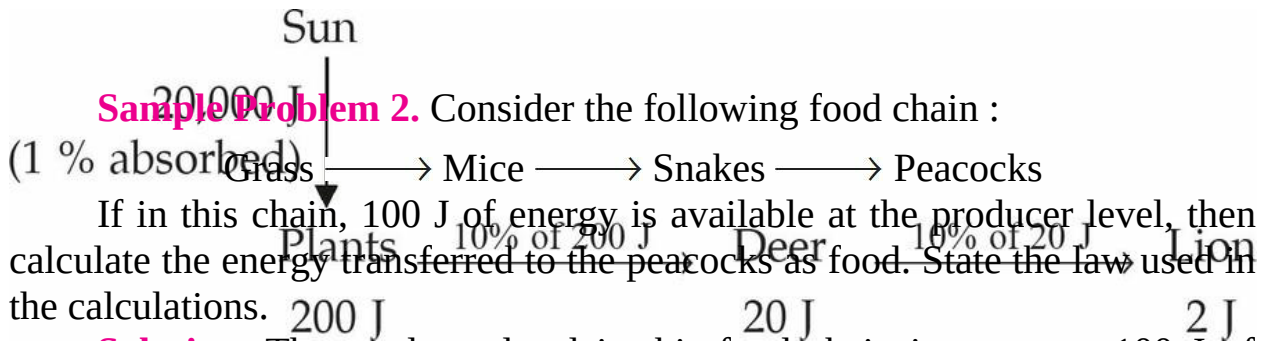 Sun
20,000 J
Sample Problem 2. Consider the following food chain :
(1 % absorbed)
Grass ⟶ Mice ⟶ Snakes ⟶ Peacocks
If in this chain, 100 J of energy is available at the producer level, then
Plants 10% of 200 J Deer 10% of 20 J Lion
calculate the energy transferred to the peacocks as food. State the law used in
the calculations.
200 J 20 J 2 J